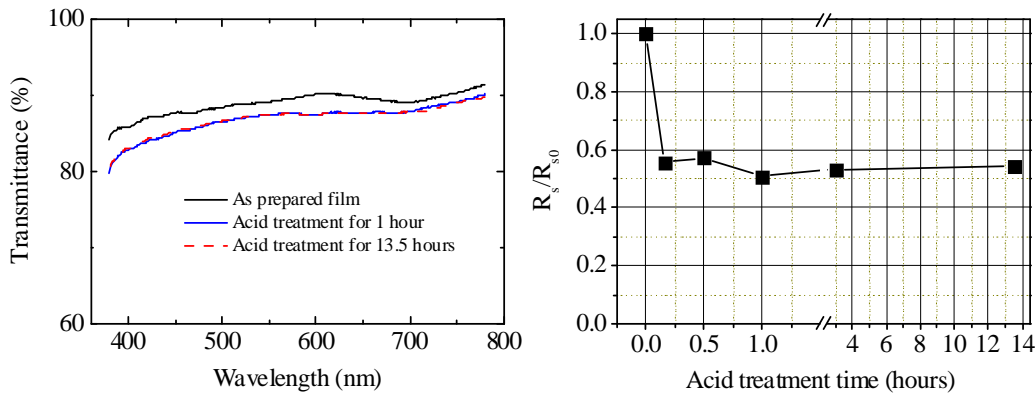 100
80
60
Transmittance (%)
As prepared film
Acid treatment for 1 hour
Acid treatment for 13.5 hours
400 500 600 700 800
Wavelength (nm)
1.0
0.8
0.6
0.4
0.2
0.0
R_s/R_s0
0.0 0.5 1.0 4 6 8 10 12 14
Acid treatment time (hours)